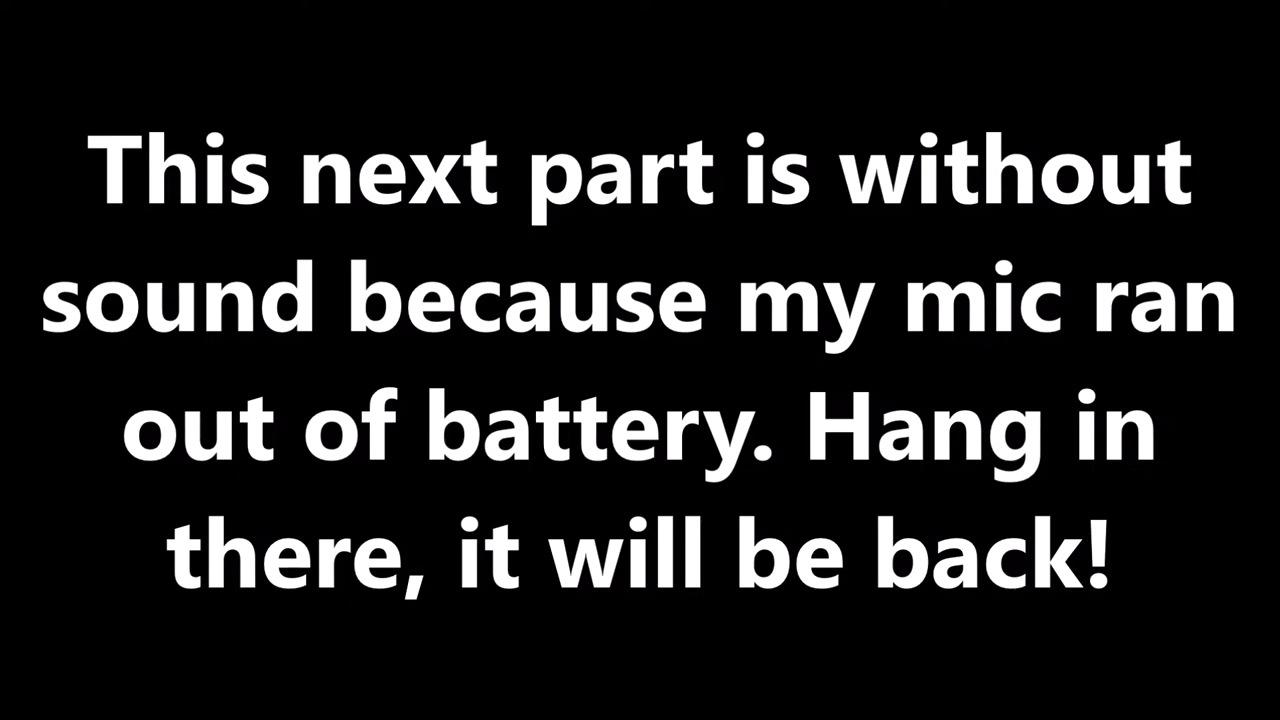 This next part is without
sound because my mic ran
out of battery. Hang in
there, it will be back!